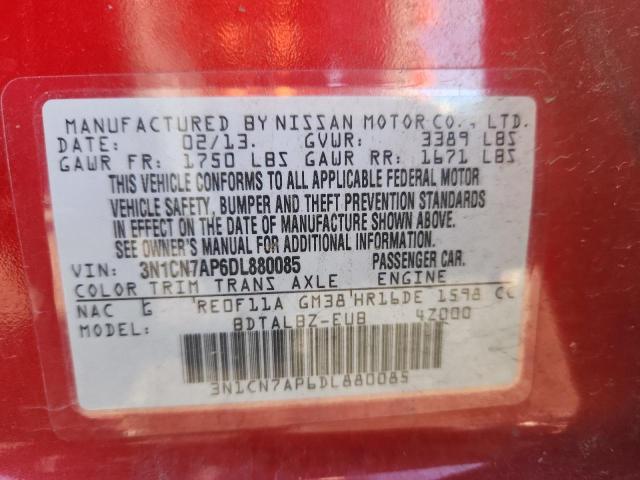 MANUFACTURED BY NISSAN MOTOR CO., LTD.
DATE: 02/13. GVWR: 3389 LBS
GAWR FR: 1750 LBS GAWR RR: 1671 LBS
THIS VEHICLE CONFORMS TO ALL APPLICABLE FEDERAL MOTOR
VEHICLE SAFETY, BUMPER AND THEFT PREVENTION STANDARDS
IN EFFECT ON THE DATE OF MANUFACTURE SHOWN ABOVE.
SEE OWNER'S MANUAL FOR ADDITIONAL INFORMATION
VIN: 3N1CN7AP6DL880085 PASSENGER CAR.
COLOR TRIM TRANS AXLE ENGINE
NAC G 'RE0F11A GM38'HR16DE 1598 CC
MODEL: BDTALBZ-EUB 4Z000
3N1CN7AP6DL880085